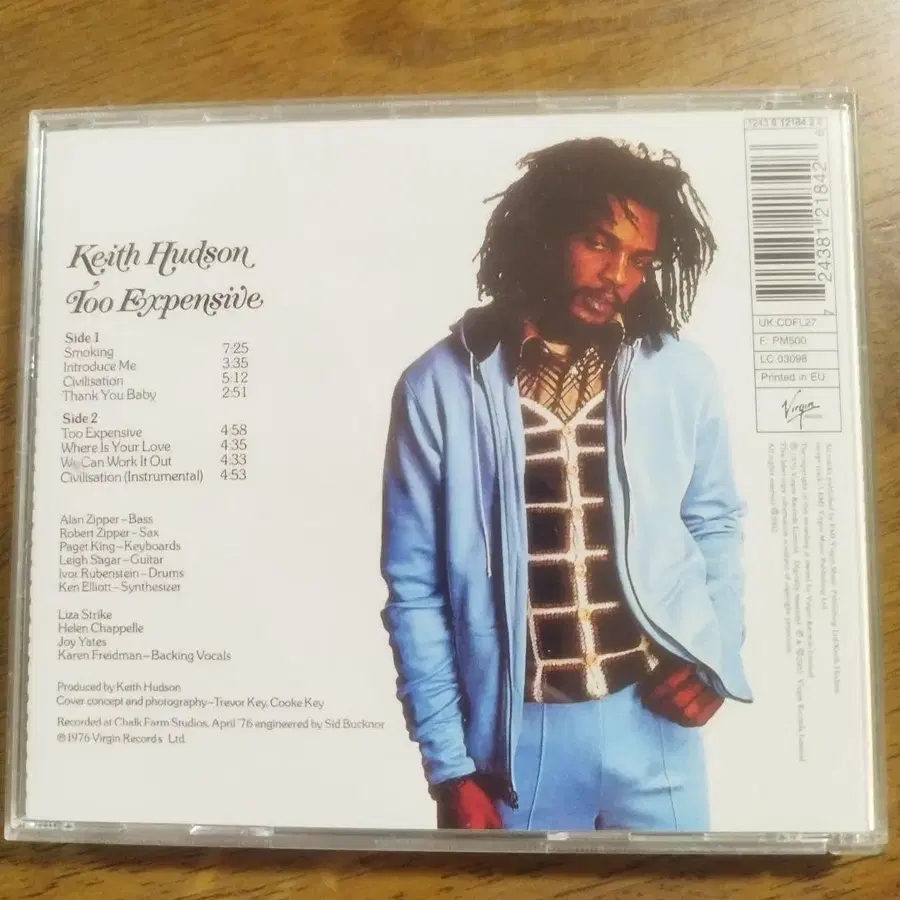 Keith Hudson
Too Expensive
Side 1
Smoking 7·25
Introduce Me 3·35
Civilisation 5·12
Thank You Baby 2·51
Side 2
Too Expensive 4·58
Where Is Your Love 4·35
We Can Work It Out 4·33
Civilisation (Instrumental) 4·53
Alan Zipper – Bass
Robert Zipper – Sax
Paget King – Keyboards
Leigh Sagar – Guitar
Ivor Rubenstein – Drums
Ken Elliott – Synthesizer
Liza Strike
Helen Chappelle
Joy Yates
Karen Freidman – Backing Vocals
Produced by Keith Hudson
Cover concept and photography – Trevor Key, Cooke Key
Recorded at Chalk Farm Studios, April '76 engineered by Sid Bucknor
℗ 1976 Virgin Records Ltd.
24381 21842
UK:CDFL27
F: PM500
LC 03098
Printed in EU
Virgin
All rights reserved